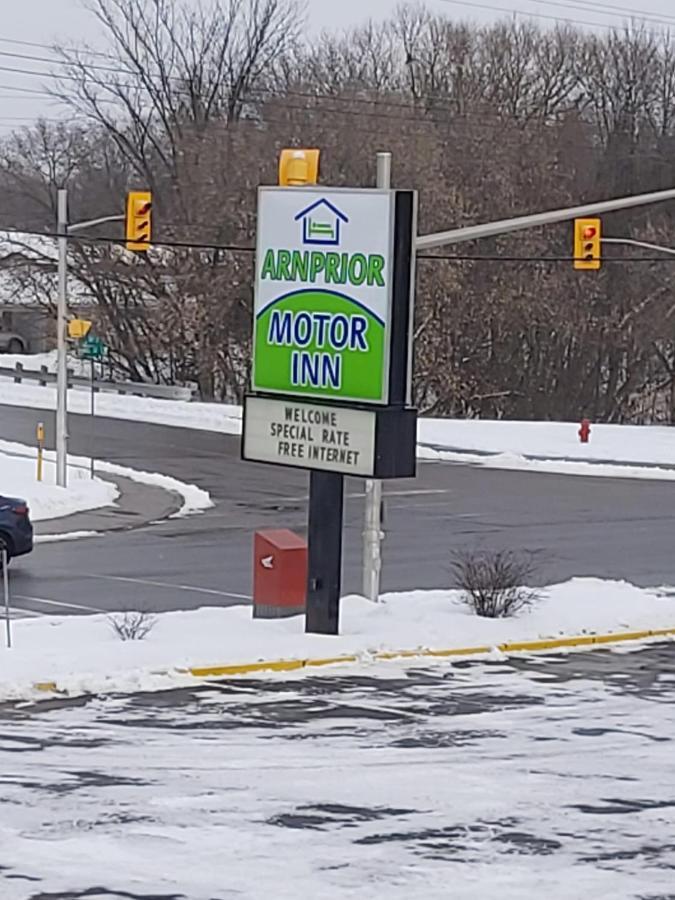 ARNPRIOR
MOTOR
INN
WELCOME
SPECIAL RATE
FREE INTERNET